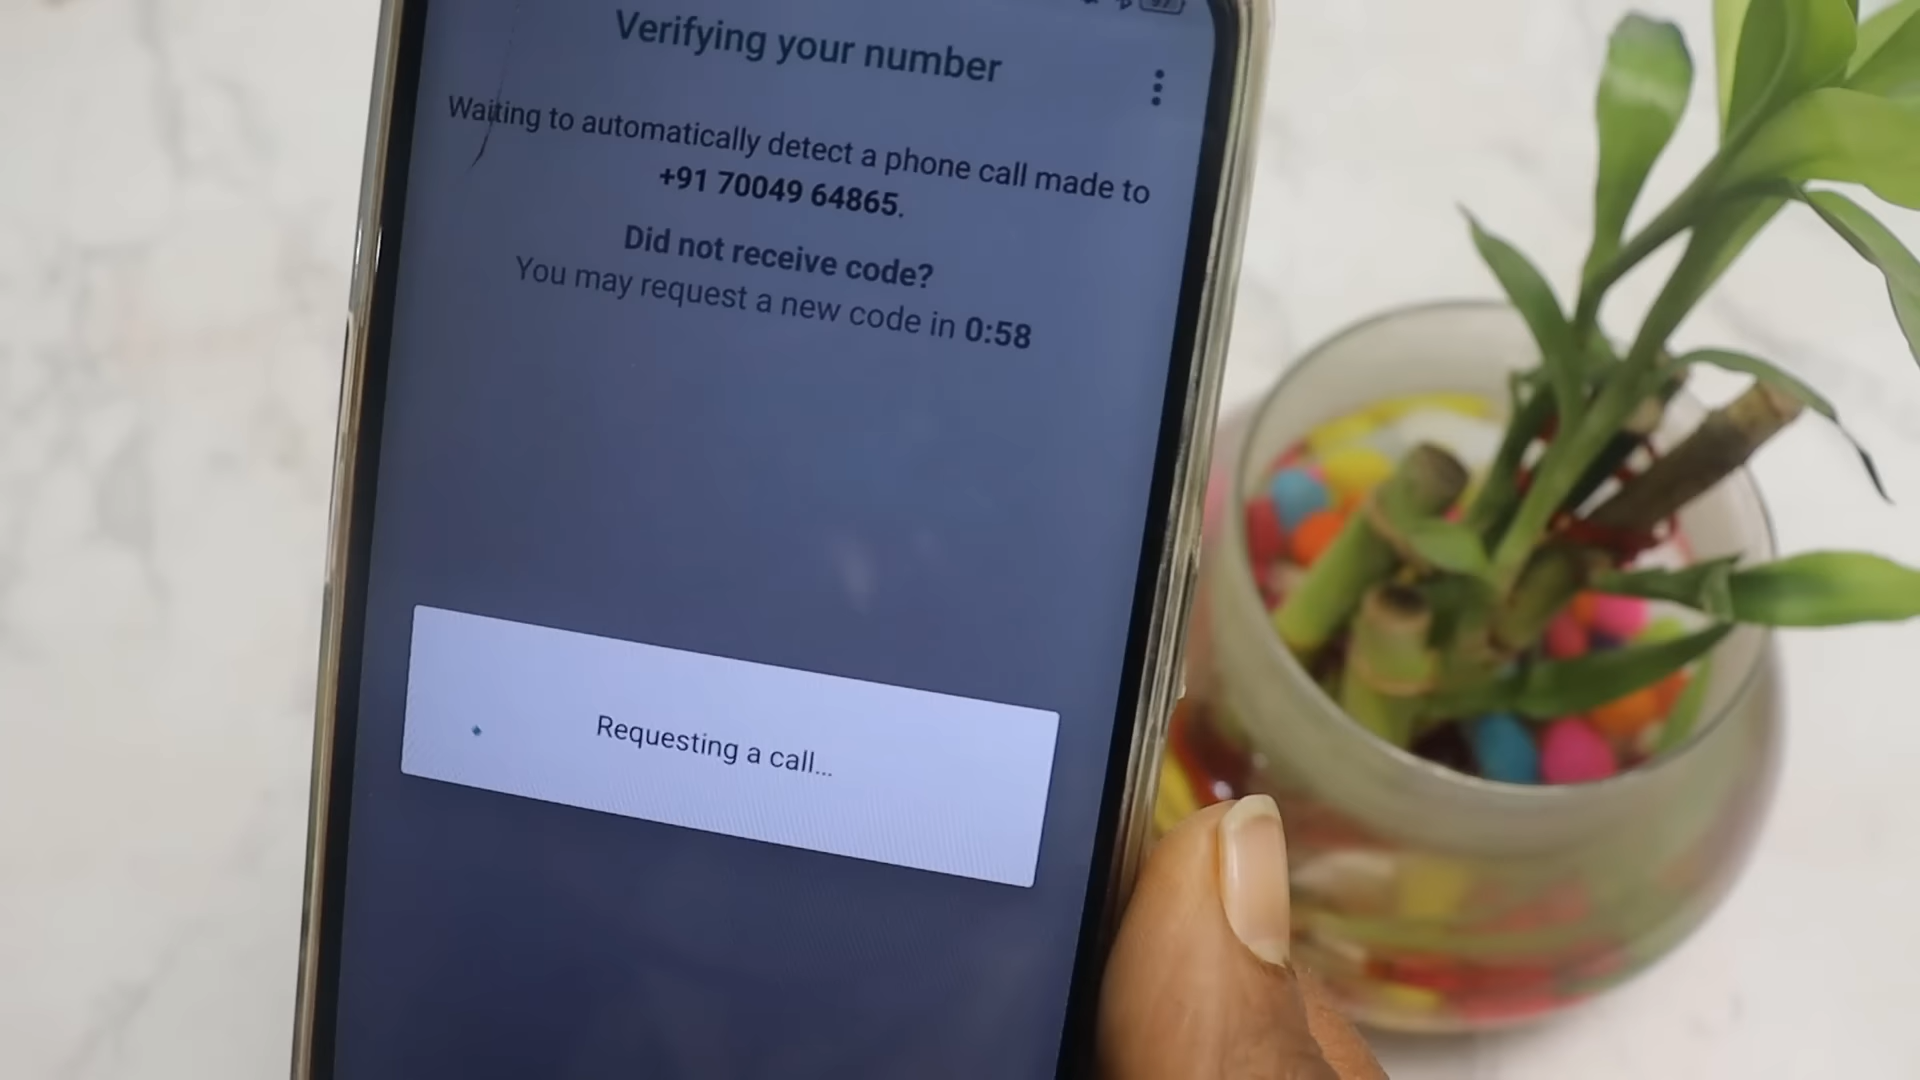 Verifying your number
Waiting to automatically detect a phone call made to
+91 70049 64865.
Did not receive code?
You may request a new code in 0:58
Requesting a call...